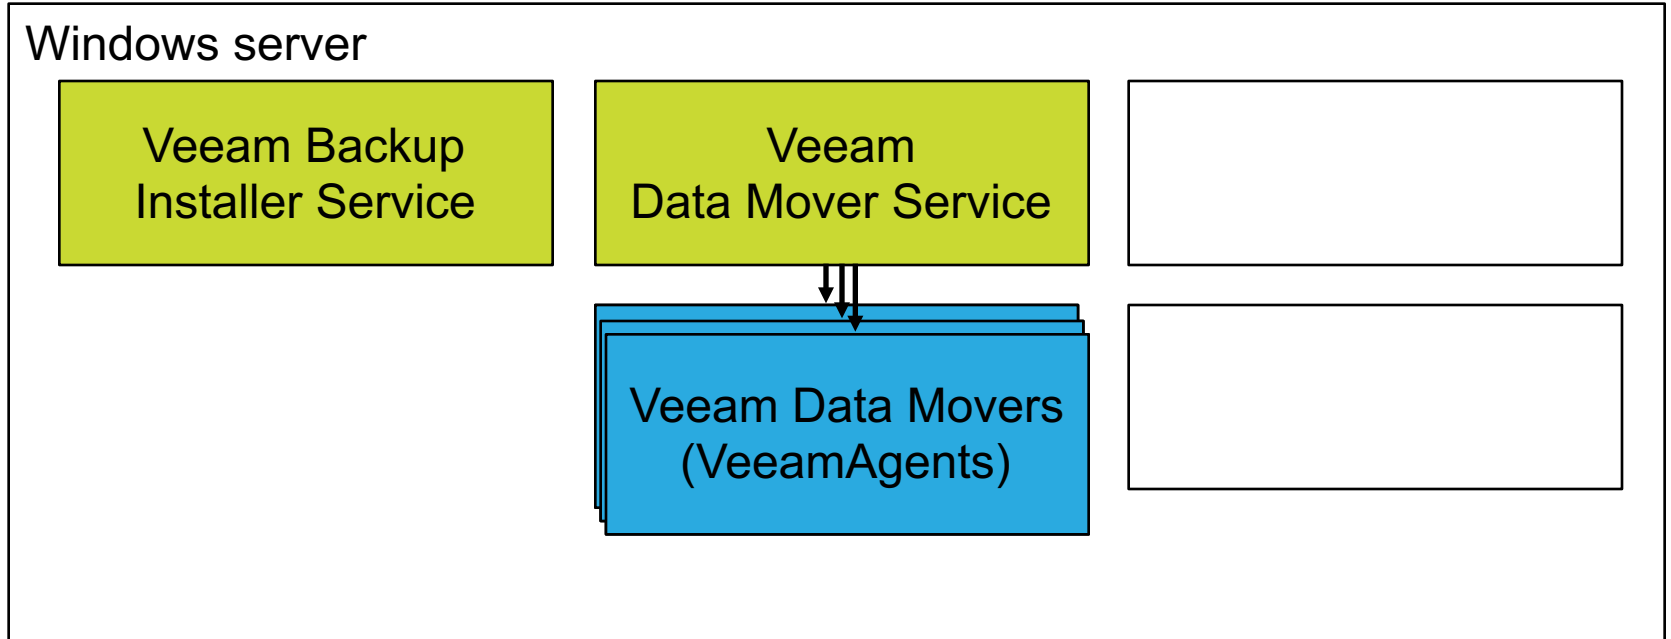 Windows server
Veeam Backup
Installer Service
Veeam
Data Mover Service
Veeam Data Movers
(VeeamAgents)